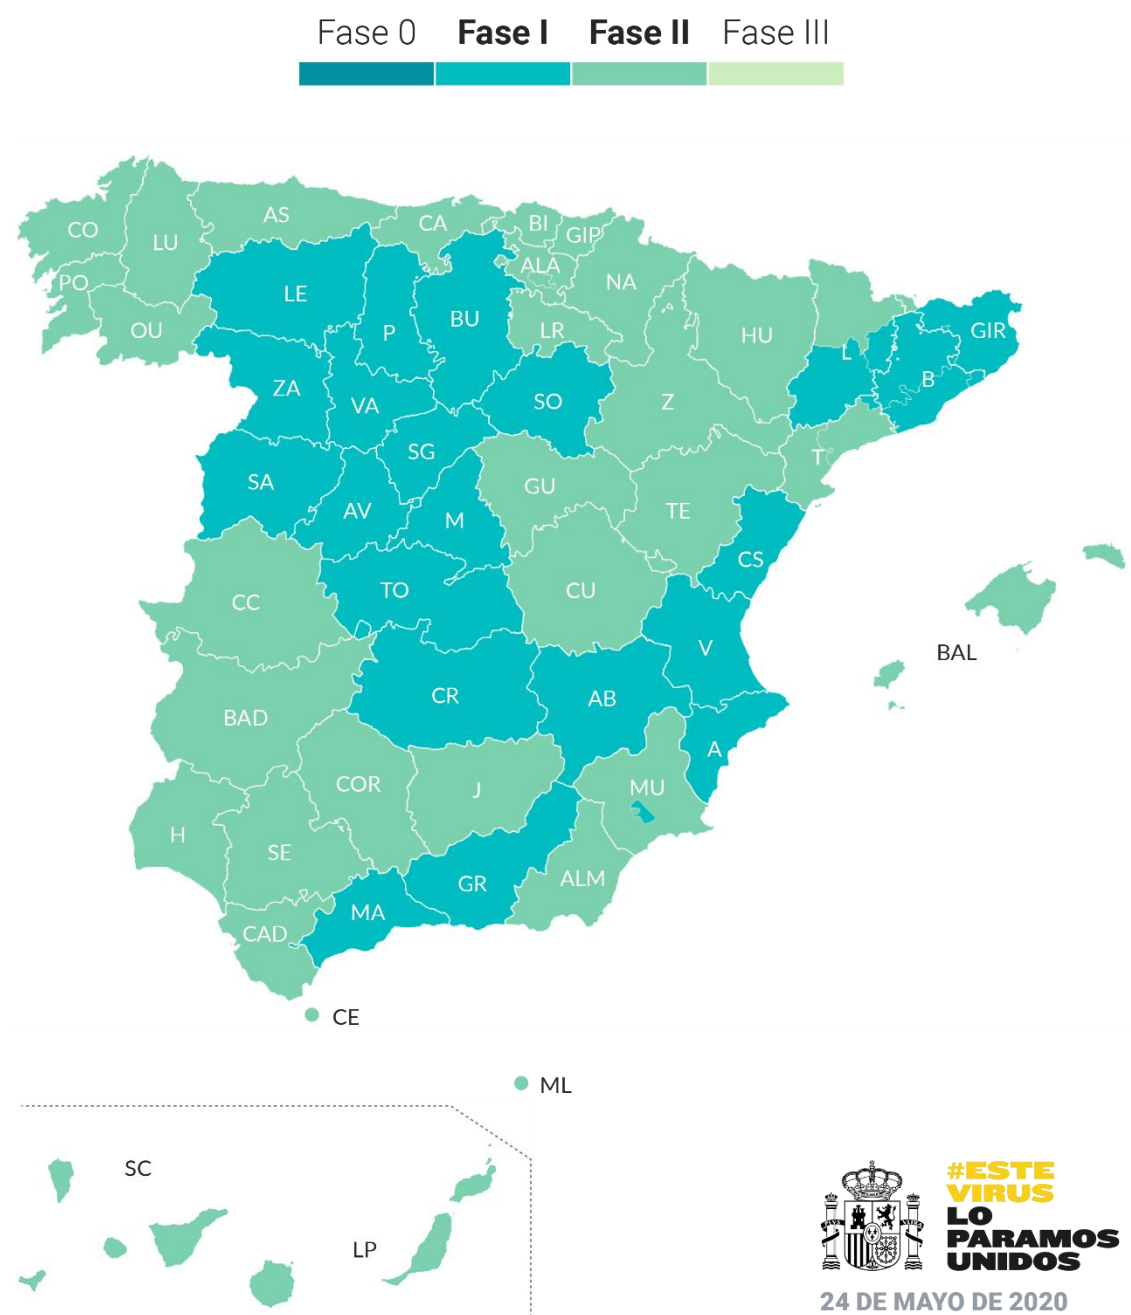 Fase 0 Fase I Fase II Fase III
CO
LU
AS
CA
BI
GIP
PO
ALA
NA
OU
LE
P
BU
LR
HU
L
GIR
B
ZA
VA
SO
Z
T
SG
SA
AV
M
GU
TE
CS
CC
TO
CU
V
BAL
BAD
CR
AB
A
COR
J
MU
H
SE
GR
ALM
MA
CAD
CE
ML
SC
LP
#ESTE
VIRUS
LO
PARAMOS
UNIDOS
24 DE MAYO DE 2020